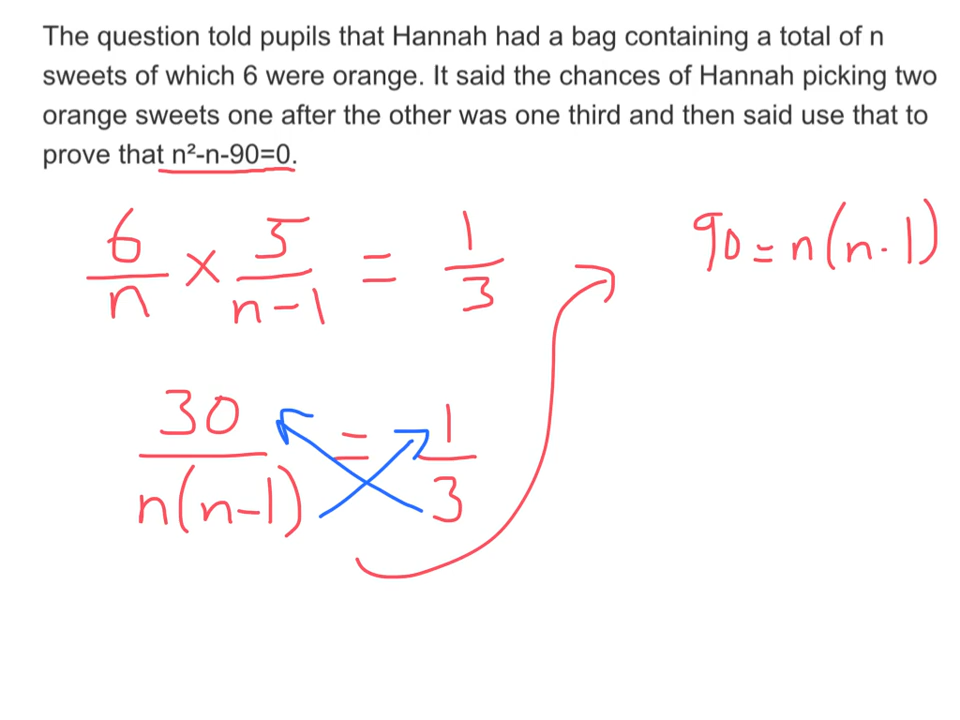 The question told pupils that Hannah had a bag containing a total of n
sweets of which 6 were orange. It said the chances of Hannah picking two
orange sweets one after the other was one third and then said use that to
prove that n²-n-90=0.
6/n × 5/n-1 = 1/3
90=n(n-1)
30/n(n-1) = 1/3